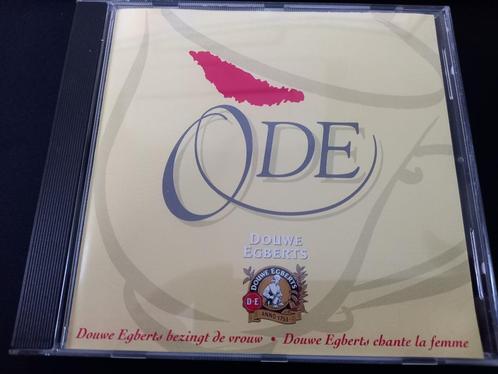 ODE
DOUWE
EGBERTS
DOUWE EGBERTS
D·E
ANNO 1753
Douwe Egberts bezingt de vrouw • Douwe Egberts chante la femme